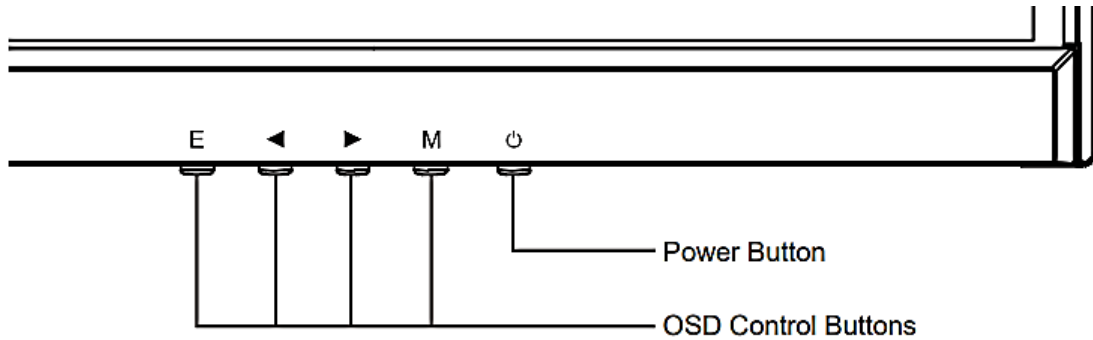 E ◀ ▶ M ⏻
Power Button
OSD Control Buttons